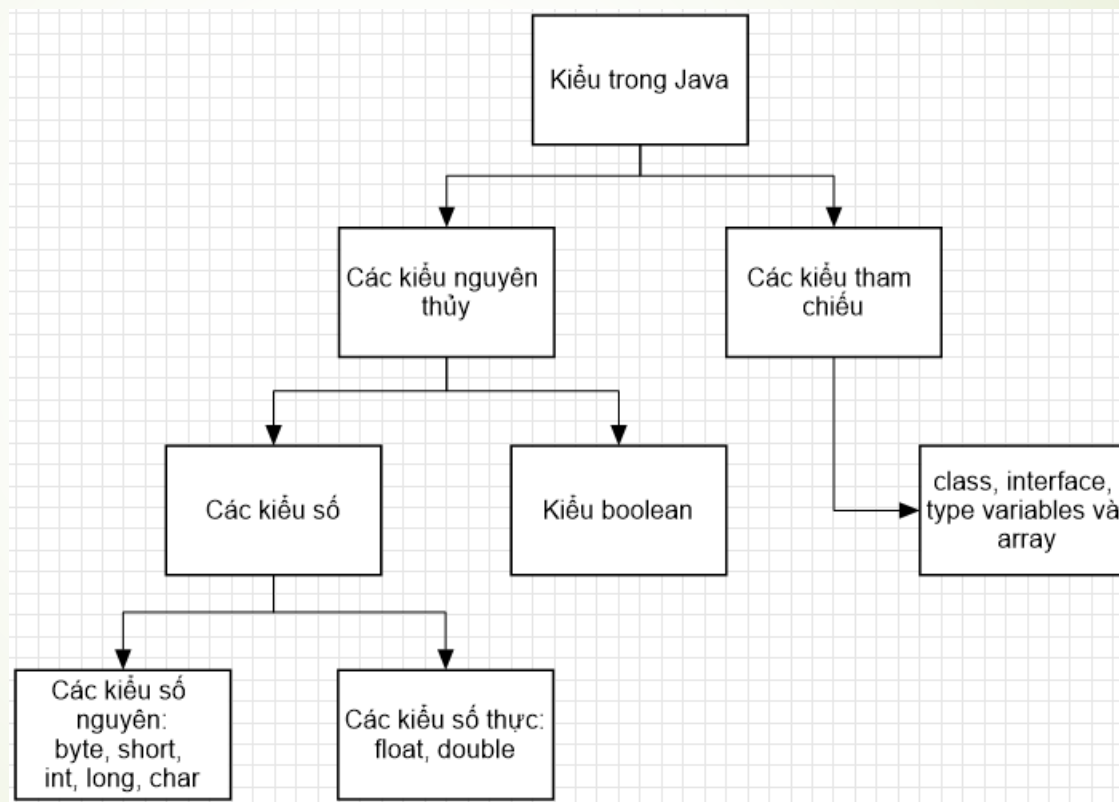 Kiểu trong Java
Các kiểu nguyên
thủy
Các kiểu tham
chiếu
Các kiểu số
Kiểu boolean
class, interface,
type variables và
array
Các kiểu số
nguyên:
byte, short,
int, long, char
Các kiểu số thực:
float, double